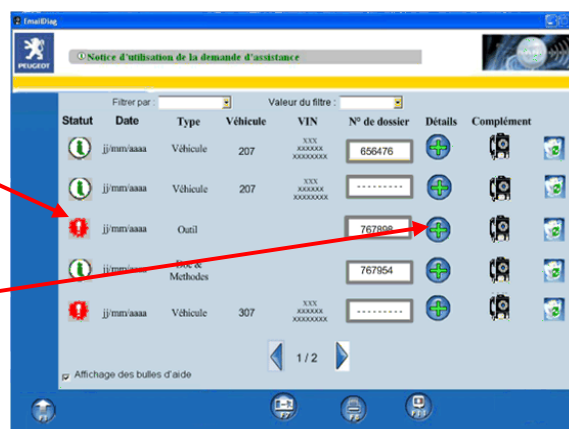 EmailDiag
PEUGEOT
Notice d'utilisation de la demande d'assistance
Filtrer par : Valeur du filtre :
Statut Date Type Véhicule VIN N° de dossier Détails Complément
jj/mm/aaaa Véhicule 207 xxx xxxxxx xxxxxxxx 656476
jj/mm/aaaa Véhicule 207 xxx xxxxxx xxxxxxxx ---------
jj/mm/aaaa Outil 767898
jj/mm/aaaa Doc & Methodes 767954
jj/mm/aaaa Véhicule 307 xxx xxxxxx xxxxxxxx ---------
1 / 2
Affichage des bulles d'aide